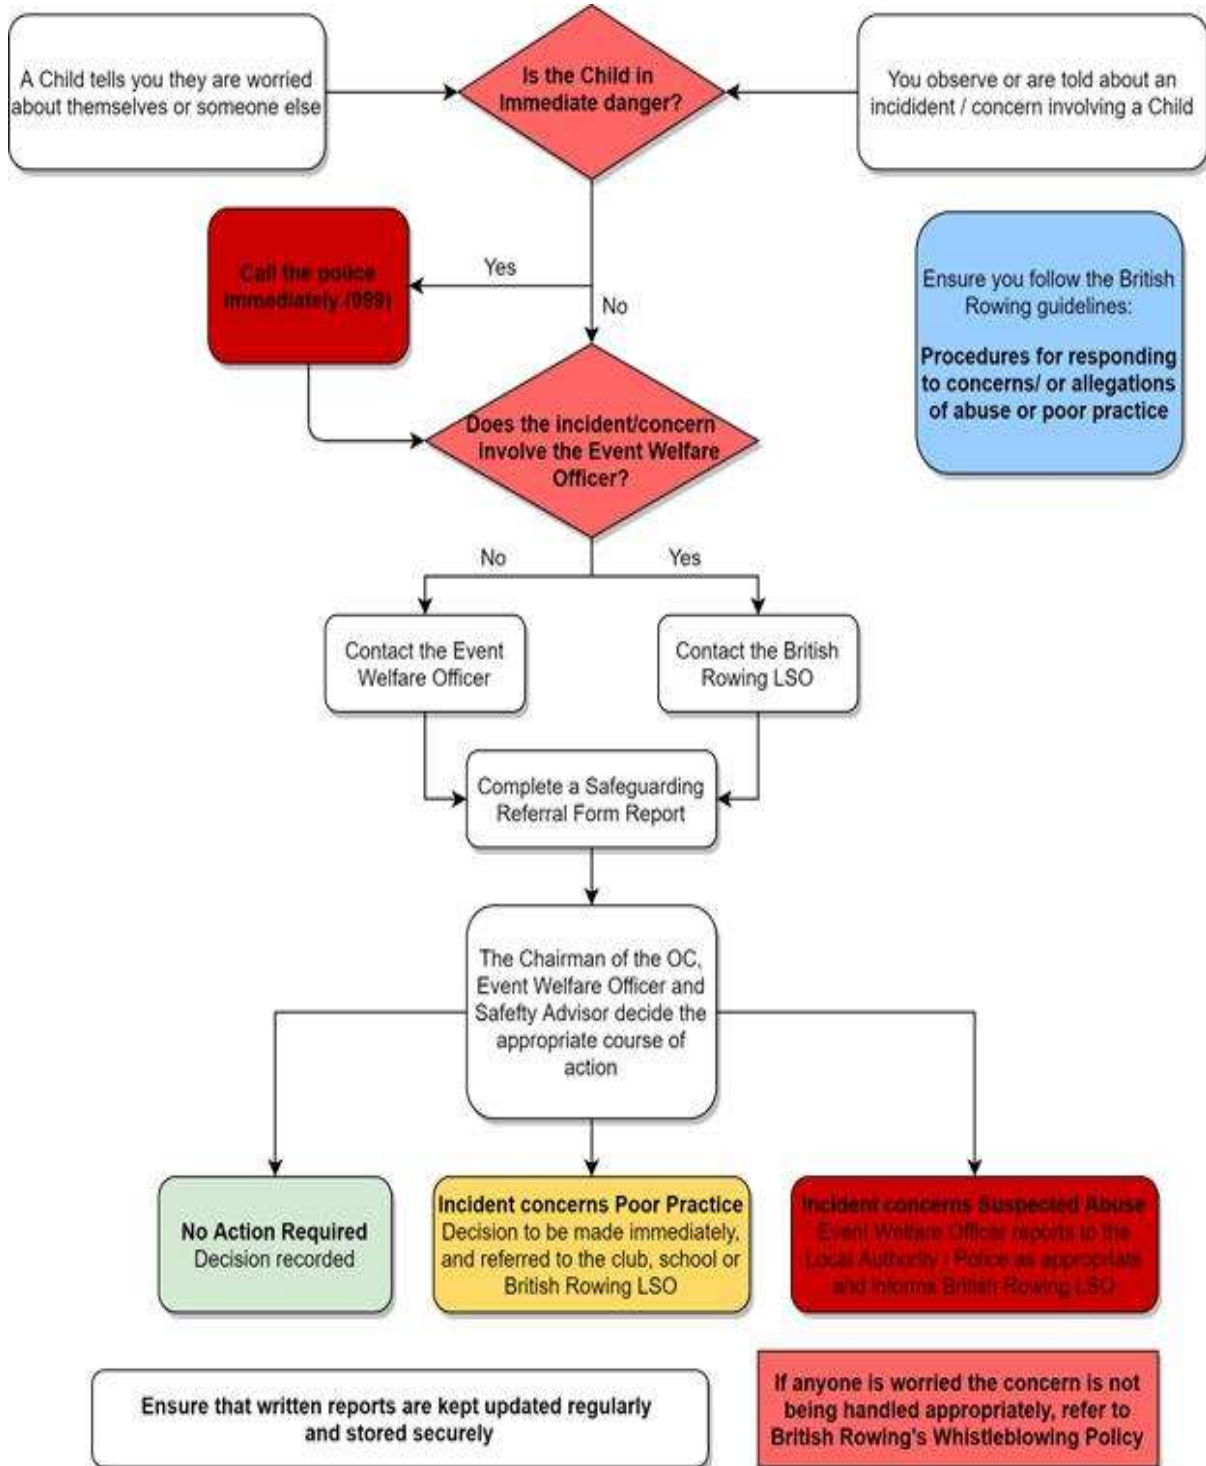 A Child tells you they are worried
about themselves or someone else
Is the Child in
Immediate danger?
You observe or are told about an
incidident / concern involving a Child
Call the police
immediately (999)
Yes
No
Ensure you follow the British
Rowing guidelines:
Procedures for responding
to concerns/ or allegations
of abuse or poor practice
Does the incident/concern
involve the Event Welfare
Officer?
No
Yes
Contact the Event
Welfare Officer
Contact the British
Rowing LSO
Complete a Safeguarding
Referral Form Report
The Chairman of the OC,
Event Welfare Officer and
Safefty Advisor decide the
appropriate course of
action
No Action Required
Decision recorded
Incident concerns Poor Practice
Decision to be made immediately,
and referred to the club, school or
British Rowing LSO
Incident concerns Suspected Abuse
Event Welfare Officer reports to the
Local Authority / Police as appropriate
and informs British Rowing LSO
Ensure that written reports are kept updated regularly
and stored securely
If anyone is worried the concern is not
being handled appropriately, refer to
British Rowing's Whistleblowing Policy